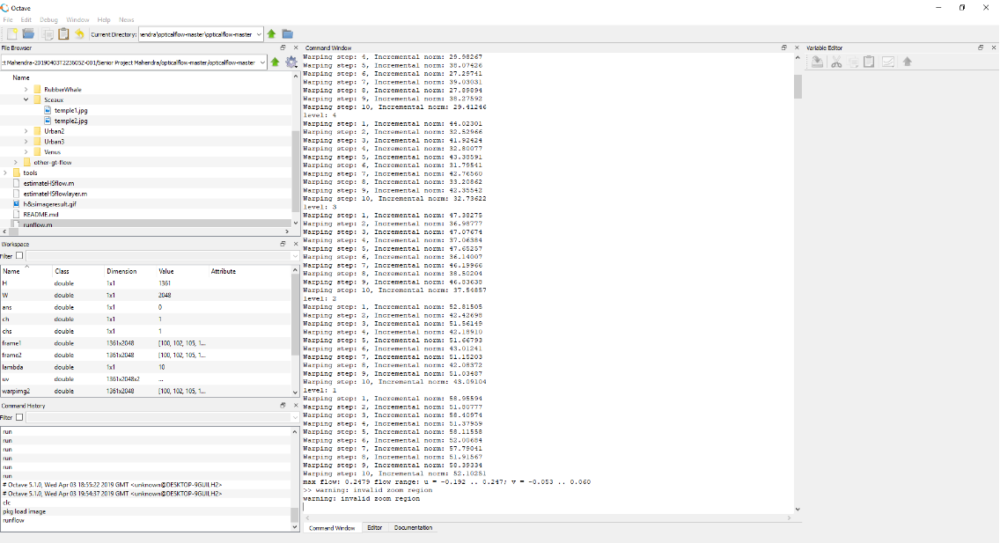 Octave
File Edit Debug Window Help News
Current Directory: nendra\opticalflow-master\opticalflow-master
File Browser
ct Mahendra-20190403T223605Z-001/Senior Project Mahendra/opticalflow-master/opticalflow-master
Name
RubberWhale
Sceaux
temple1.jpg
temple2.jpg
Urban2
Urban3
Venus
other-gt-flow
tools
estimateHSflow.m
estimateHSflowlayer.m
h&simageresult.gif
README.md
runflow.m
Workspace
Filter
Name Class Dimension Value Attribute
H double 1x1 1361
W double 1x1 2048
ans double 1x1 0
ch double 1x1 1
chs double 1x1 1
frame1 double 1361x2048 [100, 102, 105, 1...
frame2 double 1361x2048 [100, 102, 105, 1...
lambda double 1x1 10
uv double 1361x2048x2 ...
warpimg2 double 1361x2048 [100, 102, 105, 1...
Command History
Filter
run
run
run
run
run
run
# Octave 5.1.0, Wed Apr 03 18:55:22 2019 GMT <unknown@DESKTOP-9GUILH2>
# Octave 5.1.0, Wed Apr 03 19:54:37 2019 GMT <unknown@DESKTOP-9GUILH2>
clc
pkg load image
runflow
Command Window
Warping step: 4, Incremental norm: 29.98267
Warping step: 5, Incremental norm: 38.07426
Warping step: 6, Incremental norm: 27.29741
Warping step: 7, Incremental norm: 39.03031
Warping step: 8, Incremental norm: 27.89894
Warping step: 9, Incremental norm: 38.27592
Warping step: 10, Incremental norm: 29.41246
level: 4
Warping step: 1, Incremental norm: 44.02301
Warping step: 2, Incremental norm: 32.52966
Warping step: 3, Incremental norm: 41.92424
Warping step: 4, Incremental norm: 32.80077
Warping step: 5, Incremental norm: 43.38591
Warping step: 6, Incremental norm: 31.79541
Warping step: 7, Incremental norm: 42.76560
Warping step: 8, Incremental norm: 33.20862
Warping step: 9, Incremental norm: 42.35542
Warping step: 10, Incremental norm: 32.73622
level: 3
Warping step: 1, Incremental norm: 47.38275
Warping step: 2, Incremental norm: 36.98777
Warping step: 3, Incremental norm: 47.07674
Warping step: 4, Incremental norm: 37.06384
Warping step: 5, Incremental norm: 47.65257
Warping step: 6, Incremental norm: 36.14007
Warping step: 7, Incremental norm: 46.19966
Warping step: 8, Incremental norm: 38.50204
Warping step: 9, Incremental norm: 46.83638
Warping step: 10, Incremental norm: 37.54857
level: 2
Warping step: 1, Incremental norm: 52.81505
Warping step: 2, Incremental norm: 42.42698
Warping step: 3, Incremental norm: 51.56149
Warping step: 4, Incremental norm: 42.18910
Warping step: 5, Incremental norm: 51.66793
Warping step: 6, Incremental norm: 43.01241
Warping step: 7, Incremental norm: 51.15203
Warping step: 8, Incremental norm: 42.08372
Warping step: 9, Incremental norm: 51.03487
Warping step: 10, Incremental norm: 43.09104
level: 1
Warping step: 1, Incremental norm: 58.95594
Warping step: 2, Incremental norm: 51.80777
Warping step: 3, Incremental norm: 58.40974
Warping step: 4, Incremental norm: 51.37959
Warping step: 5, Incremental norm: 58.11558
Warping step: 6, Incremental norm: 52.00684
Warping step: 7, Incremental norm: 57.79041
Warping step: 8, Incremental norm: 51.91567
Warping step: 9, Incremental norm: 58.39334
Warping step: 10, Incremental norm: 52.10251
max flow: 0.2479 flow range: u = -0.192 .. 0.247; v = -0.053 .. 0.060
>> warning: invalid zoom region
warning: invalid zoom region
Command Window Editor Documentation
Variable Editor